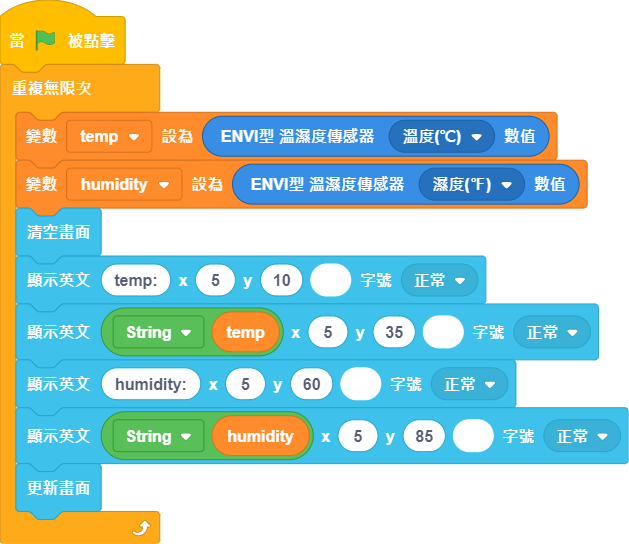 當 被點擊
重複無限次
變數 temp 設為 ENVI型 溫濕度傳感器 溫度(℃) 數值
變數 humidity 設為 ENVI型 溫濕度傳感器 濕度(℉) 數值
清空畫面
顯示英文 temp: x 5 y 10 字號 正常
顯示英文 String temp x 5 y 35 字號 正常
顯示英文 humidity: x 5 y 60 字號 正常
顯示英文 String humidity x 5 y 85 字號 正常
更新畫面